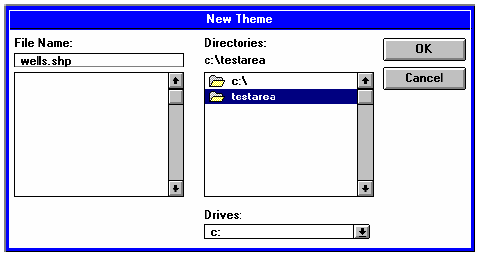 New Theme
File Name:
wells.shp
Directories:
c:\testarea
c:\
testarea
OK
Cancel
Drives:
c: